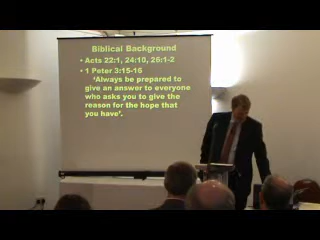 Biblical Background
• Acts 22:1, 24:10, 26:1-2
• 1 Peter 3:15-16
'Always be prepared to
give an answer to everyone
who asks you to give the
reason for the hope that
you have'.